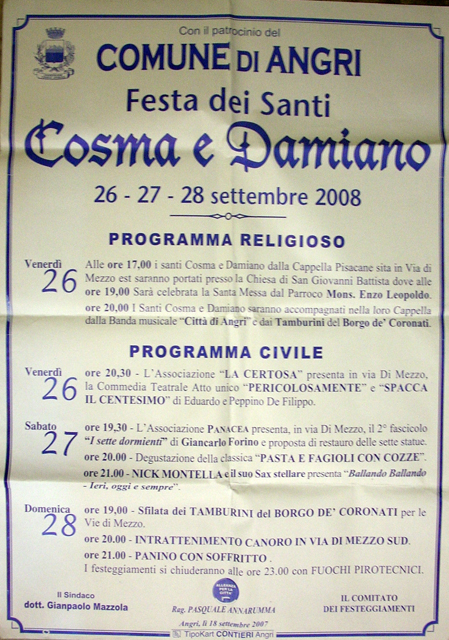 Con il patrocinio del
COMUNE DI ANGRI
Festa dei Santi
Cosma e Damiano
26 - 27 - 28 settembre 2008
PROGRAMMA RELIGIOSO
Venerdì
26
Alle ore 17,00 i santi Cosma e Damiano dalla Cappella Pisacane sita in Via di
Mezzo est saranno portati presso la Chiesa di San Giovanni Battista dove alle
ore 19,00 Sarà celebrata la Santa Messa dal Parroco Mons. Enzo Leopoldo.
ore 20,00 I Santi Cosma e Damiano saranno accompagnati nella loro Cappella
dalla Banda musicale "Città di Angri" e dai Tamburini del Borgo de' Coronati.
PROGRAMMA CIVILE
Venerdì
26
ore 20,30 - L'Associazione "LA CERTOSA" presenta in via Di Mezzo,
la Commedia Teatrale Atto unico "PERICOLOSAMENTE" e "SPACCA
IL CENTESIMO" di Eduardo e Peppino De Filippo.
Sabato
27
ore 19,30 - L'Associazione PANACEA presenta, in via Di Mezzo, il 2° fascicolo
"I sette dormienti" di Giancarlo Forino e proposta di restauro delle sette statue.
ore 20.00 - Degustazione della classica "PASTA E FAGIOLI CON COZZE".
ore 21.00 - NICK MONTELLA e il suo Sax stellare presenta "Ballando Ballando
- Ieri, oggi e sempre".
Domenica
28
ore 19,00 - Sfilata dei TAMBURINI del BORGO DE' CORONATI per le
Vie di Mezzo.
ore 20.00 - INTRATTENIMENTO CANORO IN VIA DI MEZZO SUD.
ore 21.00 - PANINO CON SOFFRITTO .
I festeggiamenti si chiuderanno alle ore 23.00 con FUOCHI PIROTECNICI.
Il Sindaco
dott. Gianpaolo Mazzola
Rag. PASQUALE ANNARUMMA
IL COMITATO
DEI FESTEGGIAMENTI
Angri, lì 18 settembre 2007
TipoKart CONTIERI Angri